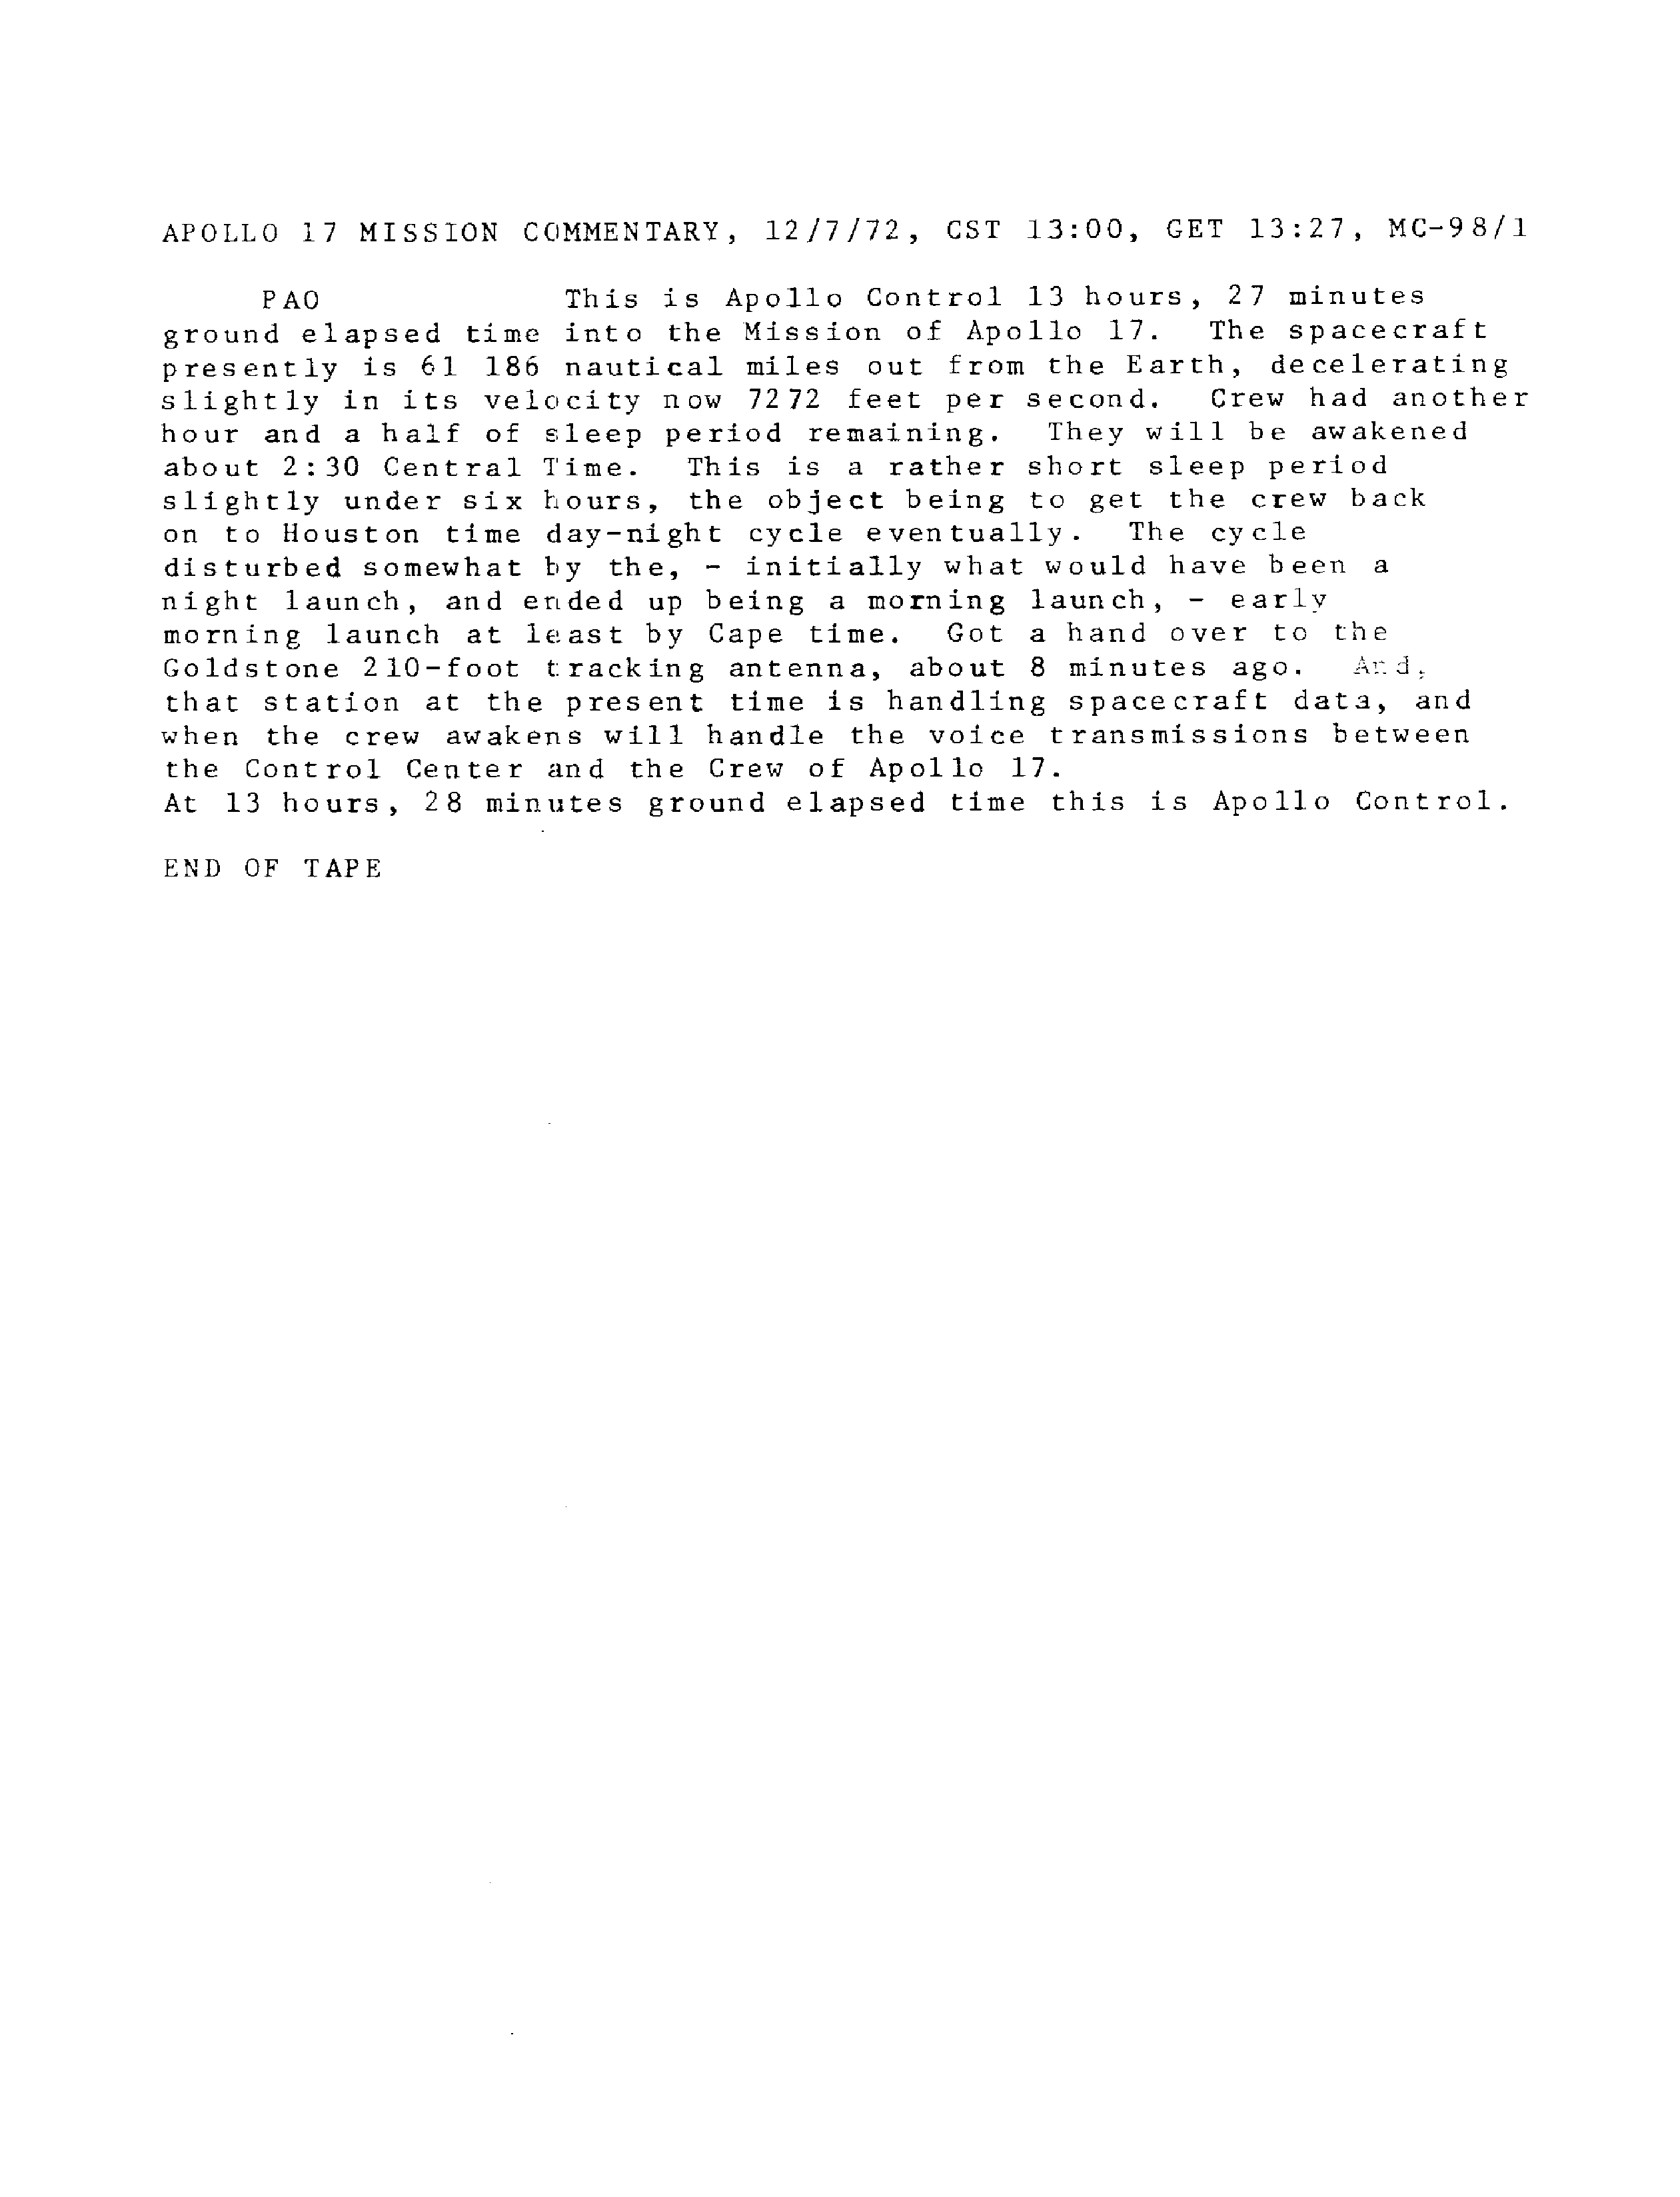 APOLLO 17 MISSION COMMENTARY, 12/7/72, CST 13:00, GET 13:27, MC-98/1
PAO This is Apollo Control 13 hours, 27 minutes
ground elapsed time into the Mission of Apollo 17. The spacecraft
presently is 61 186 nautical miles out from the Earth, decelerating
slightly in its velocity now 7272 feet per second. Crew had another
hour and a half of sleep period remaining. They will be awakened
about 2:30 Central Time. This is a rather short sleep period
slightly under six hours, the object being to get the crew back
on to Houston time day-night cycle eventually. The cycle
disturbed somewhat by the, - initially what would have been a
night launch, and ended up being a morning launch, - early
morning launch at least by Cape time. Got a hand over to the
Goldstone 210-foot tracking antenna, about 8 minutes ago. And,
that station at the present time is handling spacecraft data, and
when the crew awakens will handle the voice transmissions between
the Control Center and the Crew of Apollo 17.
At 13 hours, 28 minutes ground elapsed time this is Apollo Control.
END OF TAPE